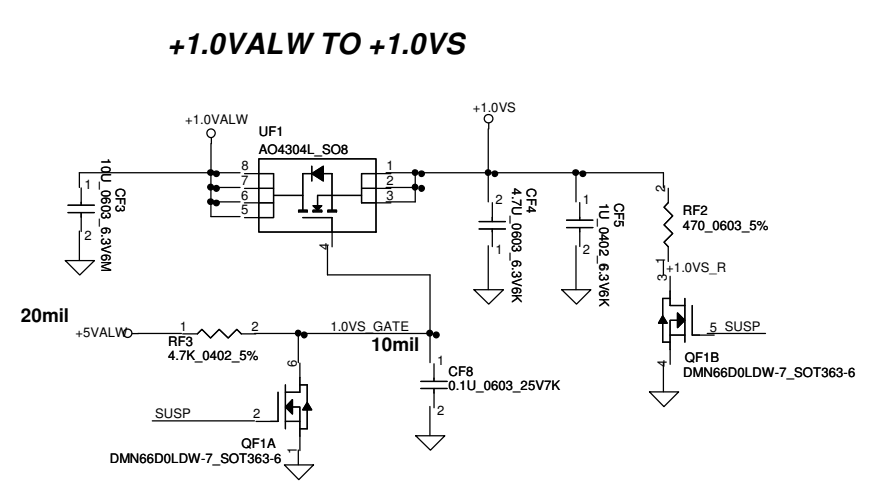 +1.0VALW TO +1.0VS
+1.0VALW
UF1
AO4304L_SO8
8
7
6
5
1
2
3
4
+1.0VS
1
2
CF3
10U_0603_6.3V6M
2
1
CF4
4.7U_0603_6.3V6K
1
2
CF5
1U_0402_6.3V6K
2
1
RF2
470_0603_5%
+1.0VS_R
3
5
SUSP
4
QF1B
DMN66D0LDW-7_SOT363-6
20mil
+5VALW
1
2
RF3
4.7K_0402_5%
1.0VS_GATE
10mil
1
2
CF8
0.1U_0603_25V7K
6
SUSP
2
1
QF1A
DMN66D0LDW-7_SOT363-6